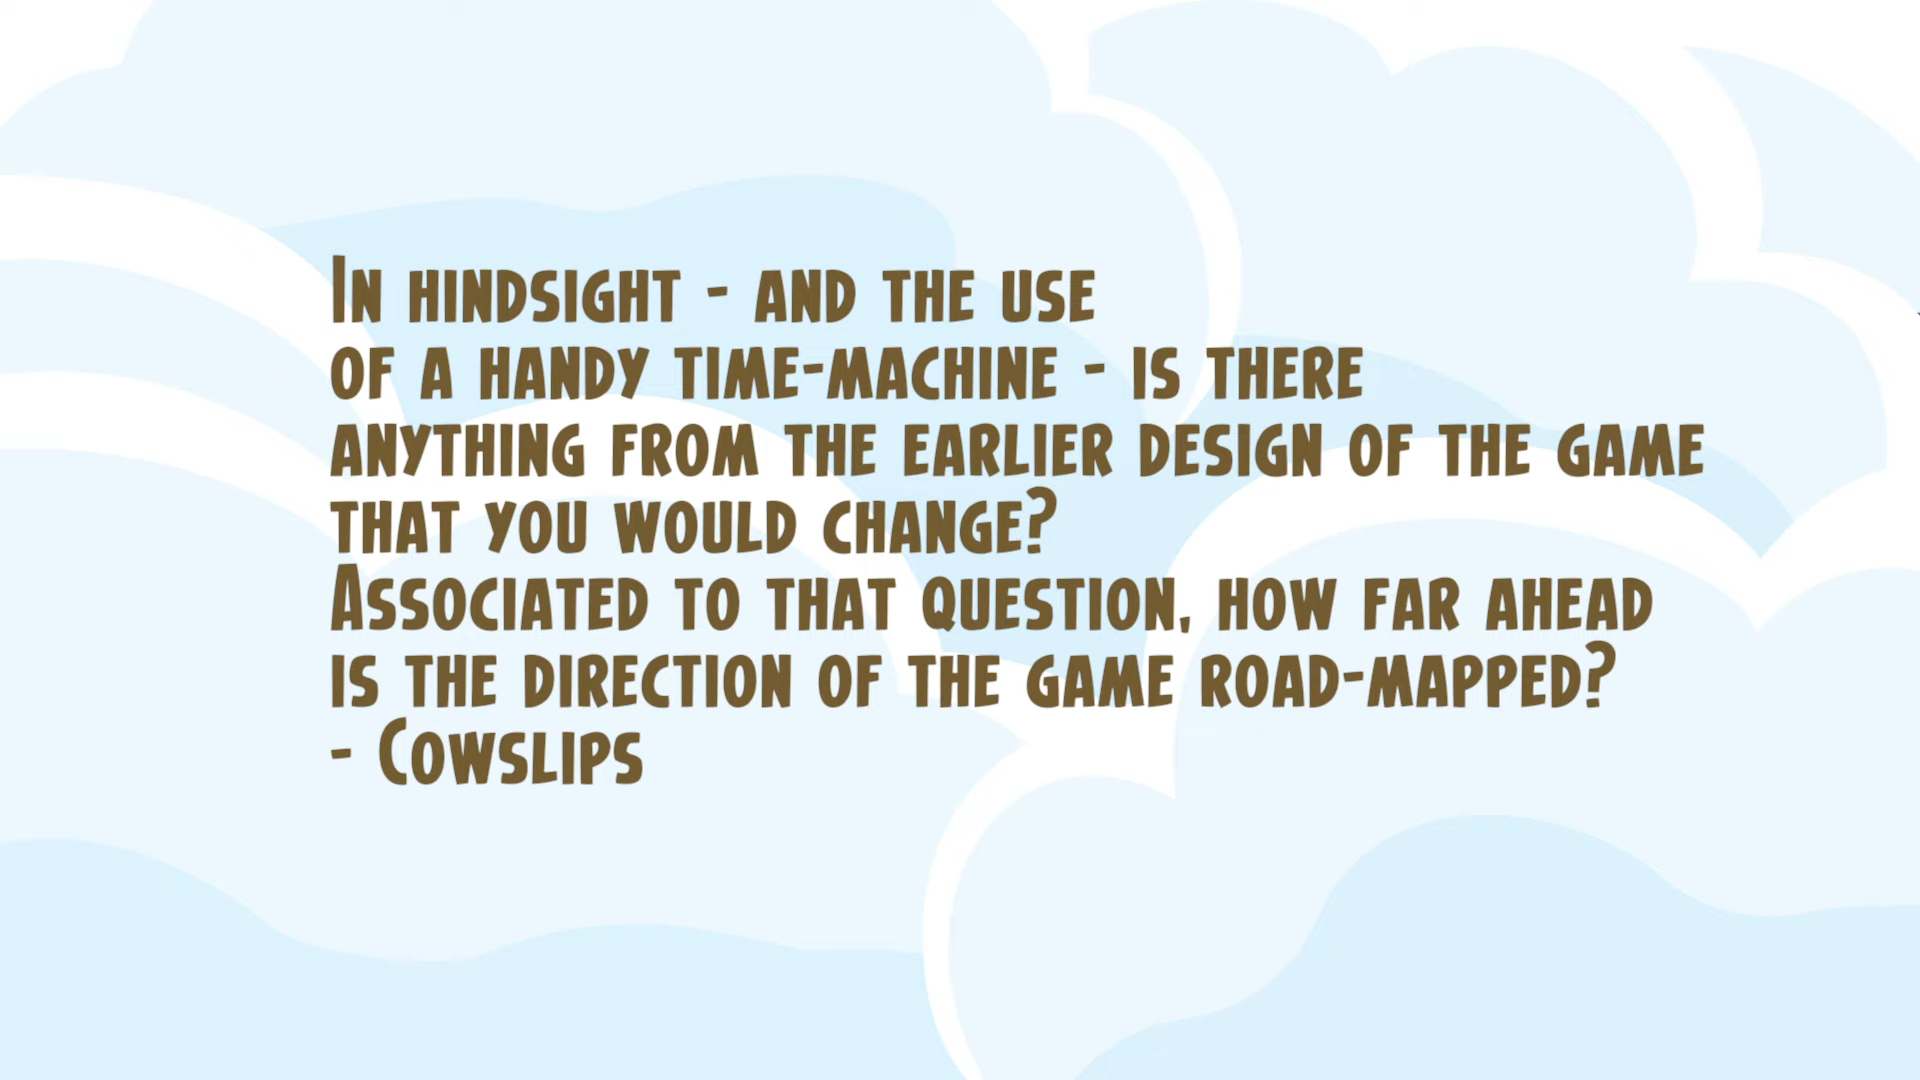 In hindsight - and the use
of a handy time-machine - is there
anything from the earlier design of the game
that you would change?
Associated to that question, how far ahead
is the direction of the game road-mapped?
- Cowslips